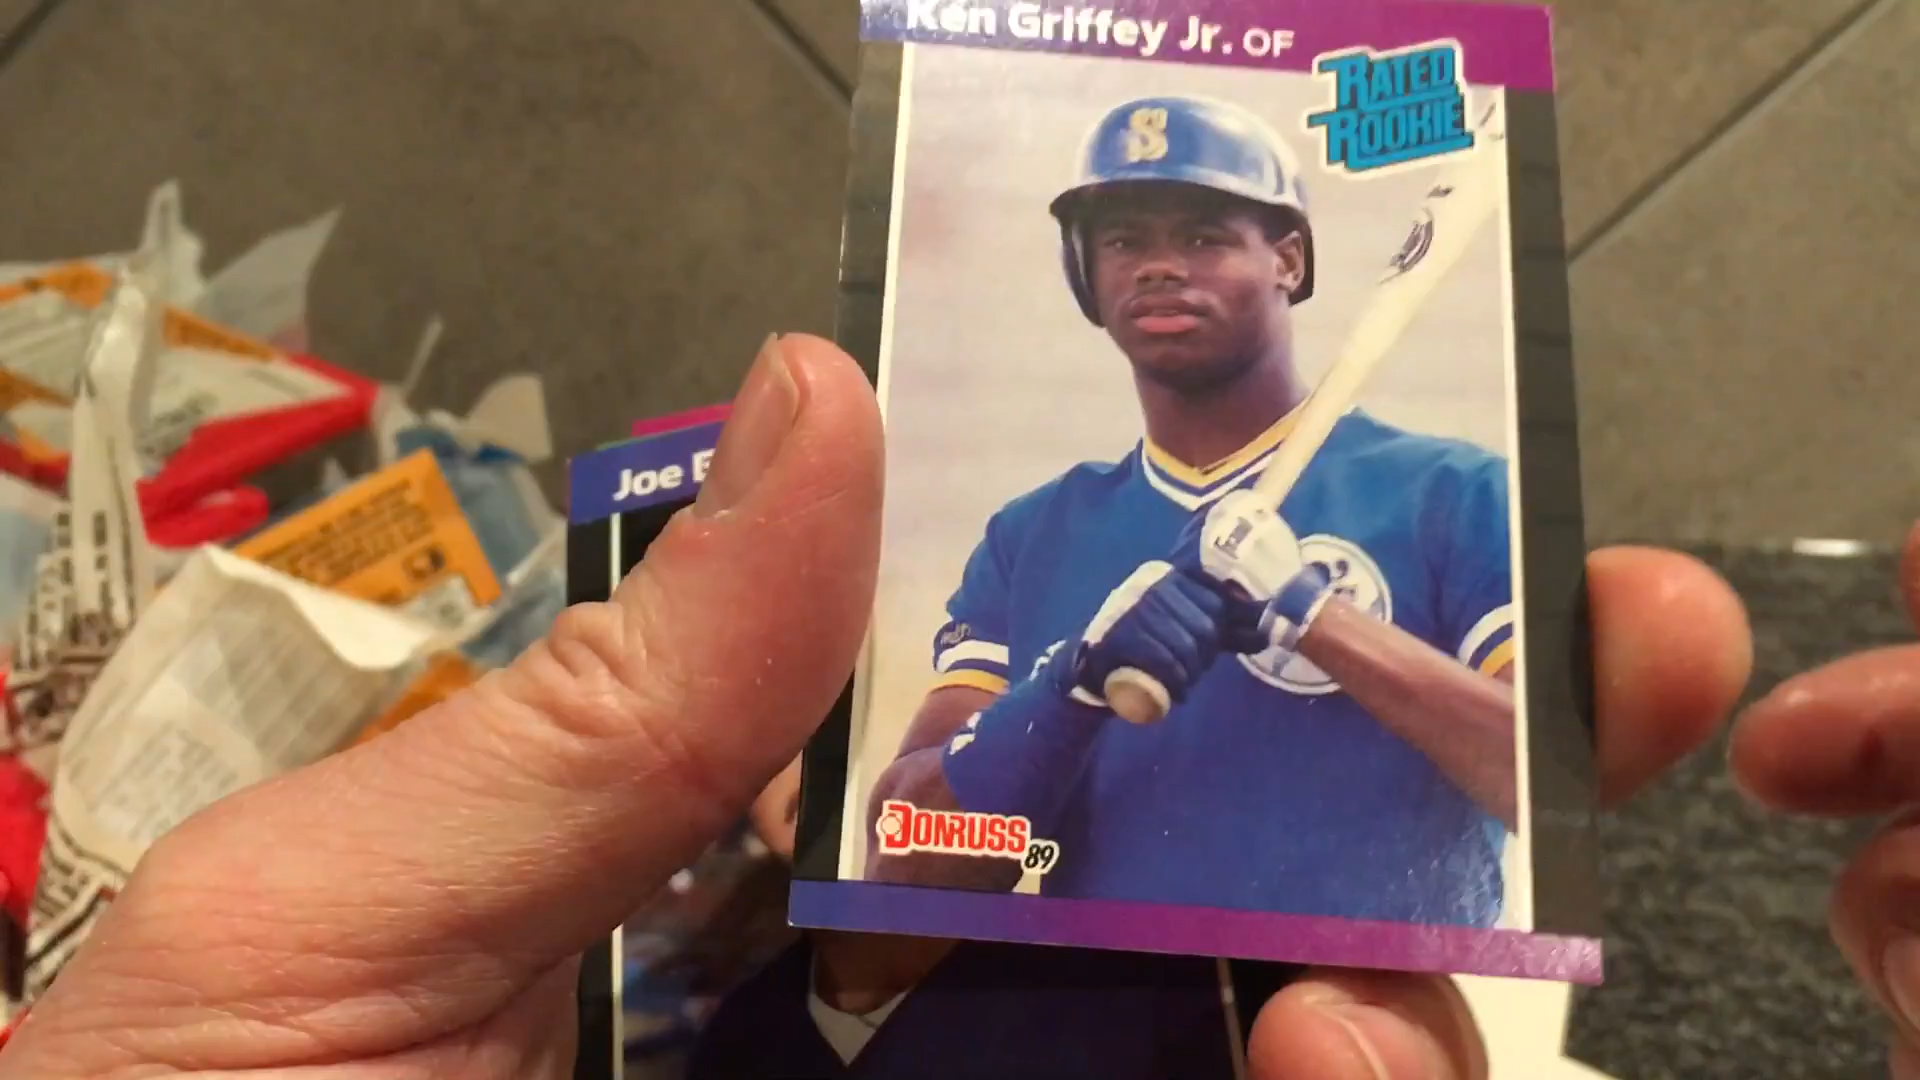 Ken Griffey Jr. OF
RATED
ROOKIE
S
Joe
DONRUSS
89